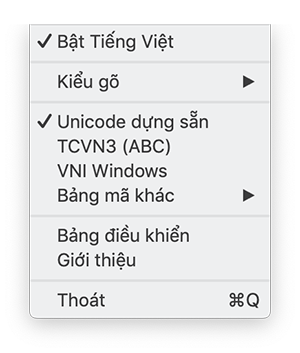 ✓ Bật Tiếng Việt
Kiểu gõ ▶
✓ Unicode dựng sẵn
TCVN3 (ABC)
VNI Windows
Bảng mã khác ▶
Bảng điều khiển
Giới thiệu
Thoát ⌘Q